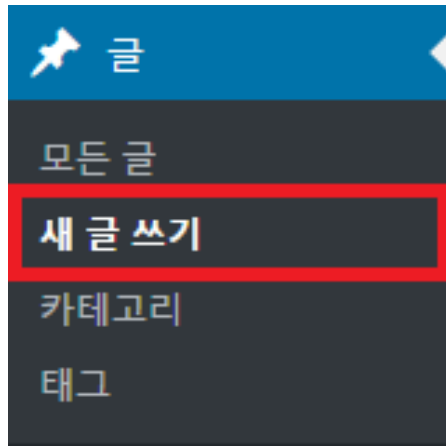 글
모든 글
새 글 쓰기
카테고리
태그